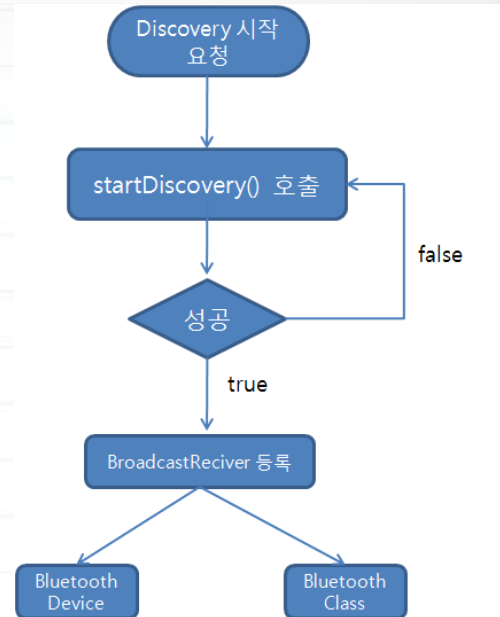 Discovery 시작
요청
startDiscovery() 호출
false
성공
true
BroadcastReciver 등록
Bluetooth
Device
Bluetooth
Class